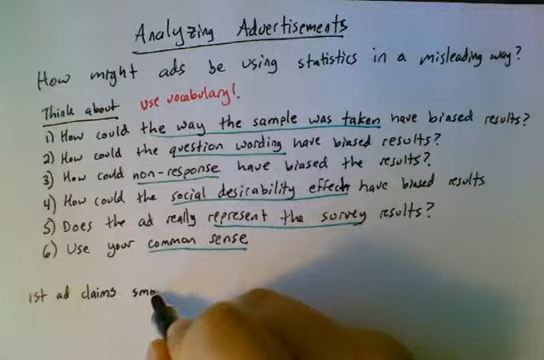 Analyzing Advertisements
How might ads be using statistics in a misleading way?
Think about use vocabulary!
1) How could the way the sample was taken have biased results?
2) How could the question wording have biased results?
3) How could non-response have biased the results?
4) How could the social desirability effect have biased results
5) Does the ad really represent the survey results?
6) Use your common sense
1st ad claims smo